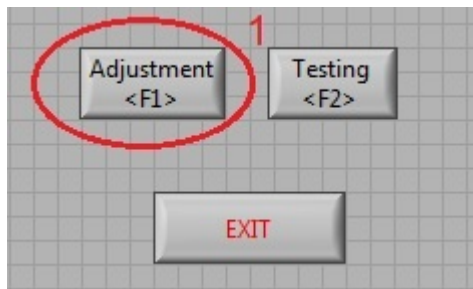 1
Adjustment
<F1>
Testing
<F2>
EXIT